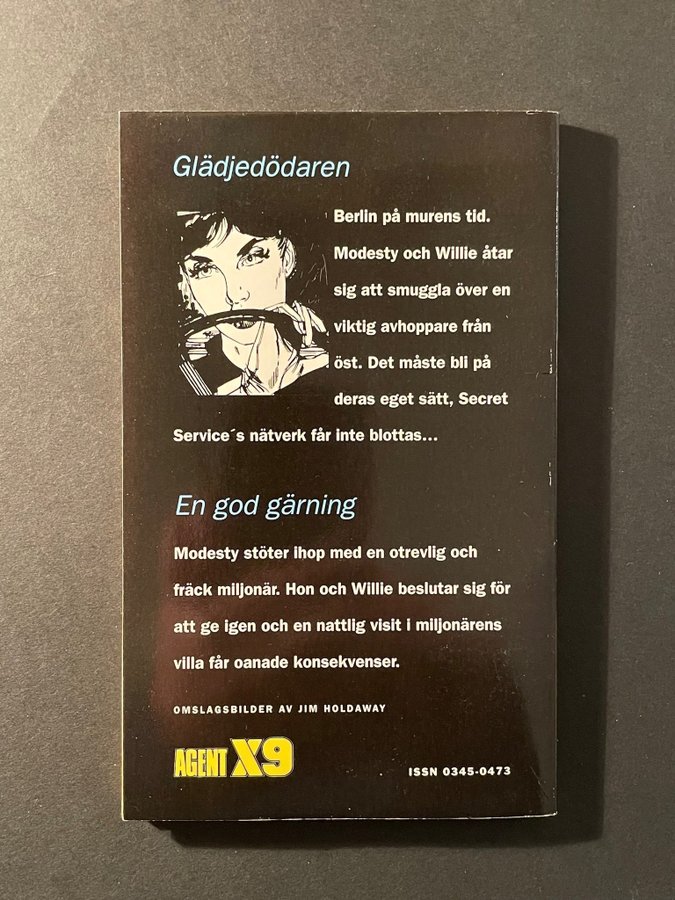 Glädjedödaren
Berlin på murens tid.
Modesty och Willie åtar
sig att smuggla över en
viktig avhoppare från
öst. Det måste bli på
deras eget sätt, Secret
Service´s nätverk får inte blottas...
En god gärning
Modesty stöter ihop med en otrevlig och
fräck miljonär. Hon och Willie beslutar sig för
att ge igen och en nattlig visit i miljonärens
villa får oanade konsekvenser.
OMSLAGSBILDER AV JIM HOLDAWAY
AGENT X9
ISSN 0345-0473